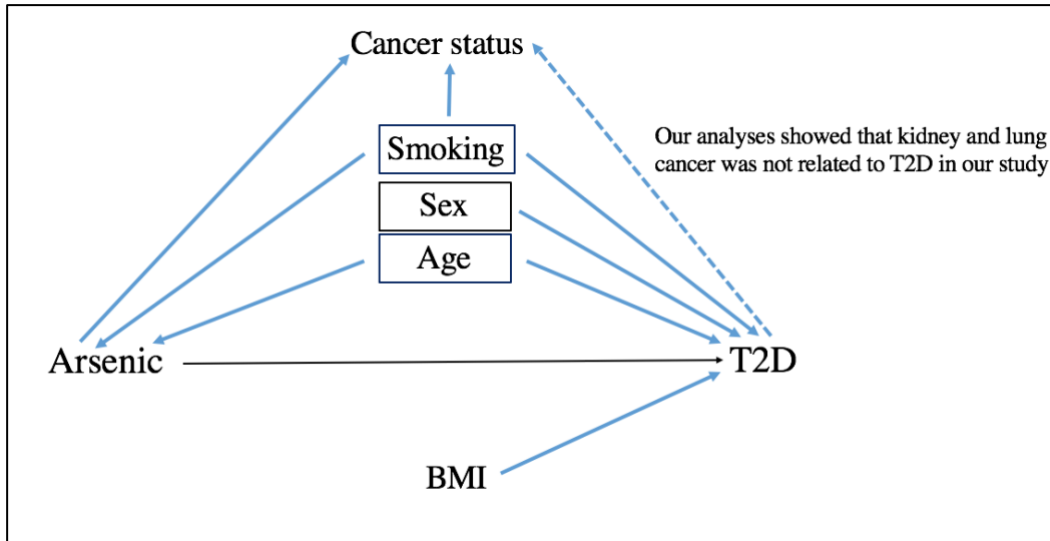 Cancer status
Smoking
Our analyses showed that kidney and lung
cancer was not related to T2D in our study
Sex
Age
Arsenic
T2D
BMI